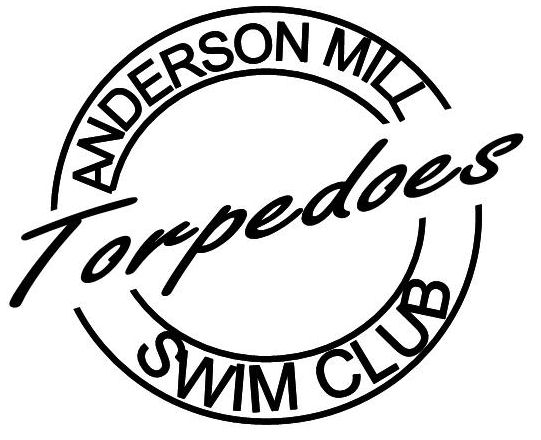 ANDERSON MILL
Torpedoes
SWIM CLUB